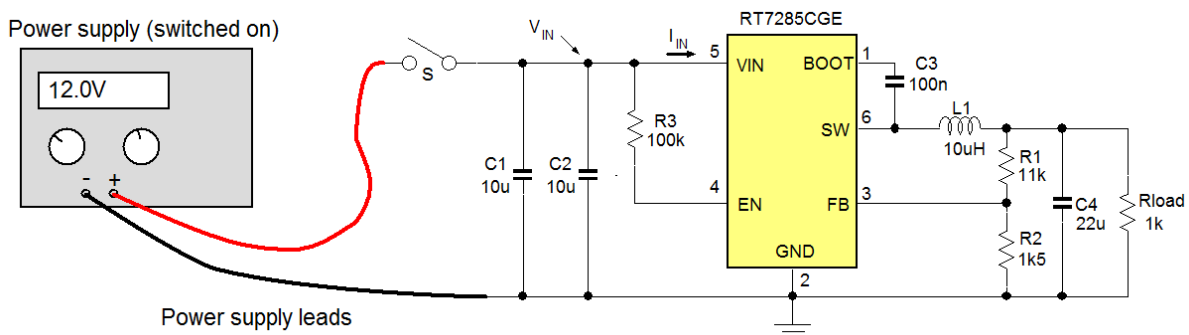 Power supply (switched on)
12.0V
- +
Power supply leads
S
VIN
IIN
C1
10u
C2
10u
R3
100k
RT7285CGE
5
VIN
BOOT
1
6
SW
4
EN
FB
3
GND
2
C3
100n
L1
10uH
R1
11k
R2
1k5
C4
22u
Rload
1k